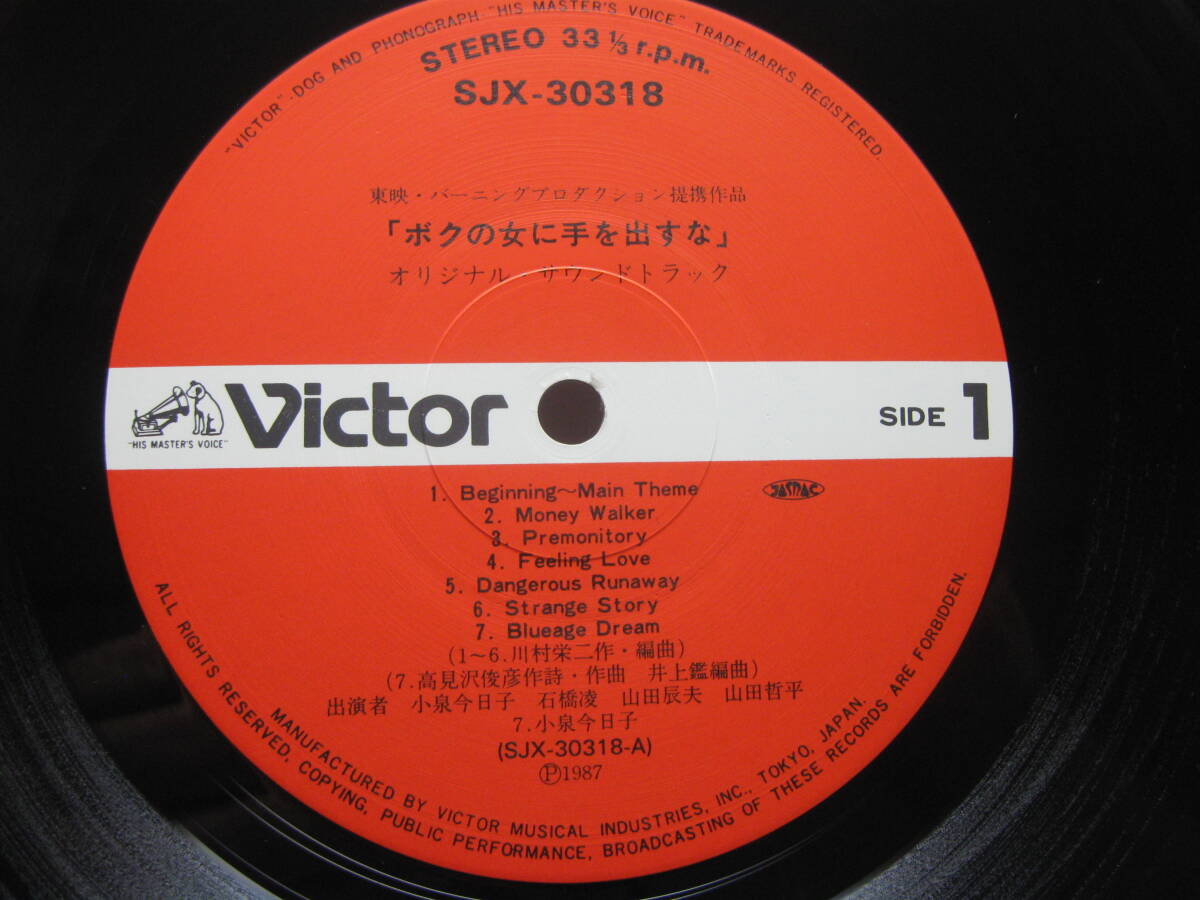 "VICTOR"-DOG AND PHONOGRAPH-"HIS MASTER'S VOICE" TRADEMARKS REGISTERED.
STEREO 33⅓ r.p.m.
SJX-30318
東映・バーニングプロダクション提携作品
「ボクの女に手を出すな」
オリジナル・サウンドトラック
"HIS MASTER'S VOICE"
Victor
SIDE 1
1. Beginning~Main Theme
JASRAC
2. Money Walker
3. Premonitory
4. Feeling Love
5. Dangerous Runaway
6. Strange Story
7. Blueage Dream
(1~6.川村栄二作・編曲)
(7.高見沢俊彦作詩・作曲 井上鑑編曲)
出演者 小泉今日子 石橋凌 山田辰夫 山田哲平
7.小泉今日子
(SJX-30318-A)
Ⓟ1987
MANUFACTURED BY VICTOR MUSICAL INDUSTRIES, INC., TOKYO, JAPAN.
ALL RIGHTS RESERVED, COPYING, PUBLIC PERFORMANCE, BROADCASTING OF THESE RECORDS ARE FORBIDDEN.